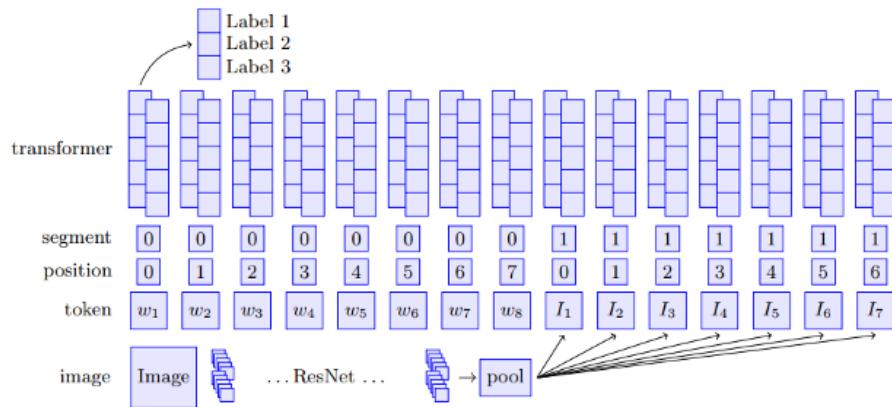 Label 1
Label 2
Label 3
transformer
segment 0 0 0 0 0 0 0 0 1 1 1 1 1 1 1
position 0 1 2 3 4 5 6 7 0 1 2 3 4 5 6
token w₁ w₂ w₃ w₄ w₅ w₆ w₇ w₈ I₁ I₂ I₃ I₄ I₅ I₆ I₇
image Image ... ResNet ... pool